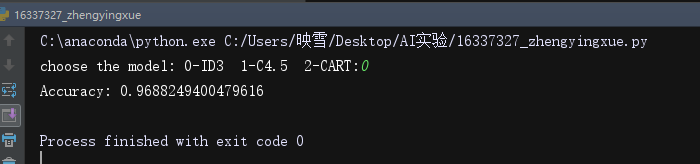 16337327_zhengyingxue
C:\anaconda\python.exe C:/Users/映雪/Desktop/AI实验/16337327_zhengyingxue.py
choose the model: 0-ID3  1-C4.5  2-CART:0
Accuracy: 0.9688249400479616
Process finished with exit code 0